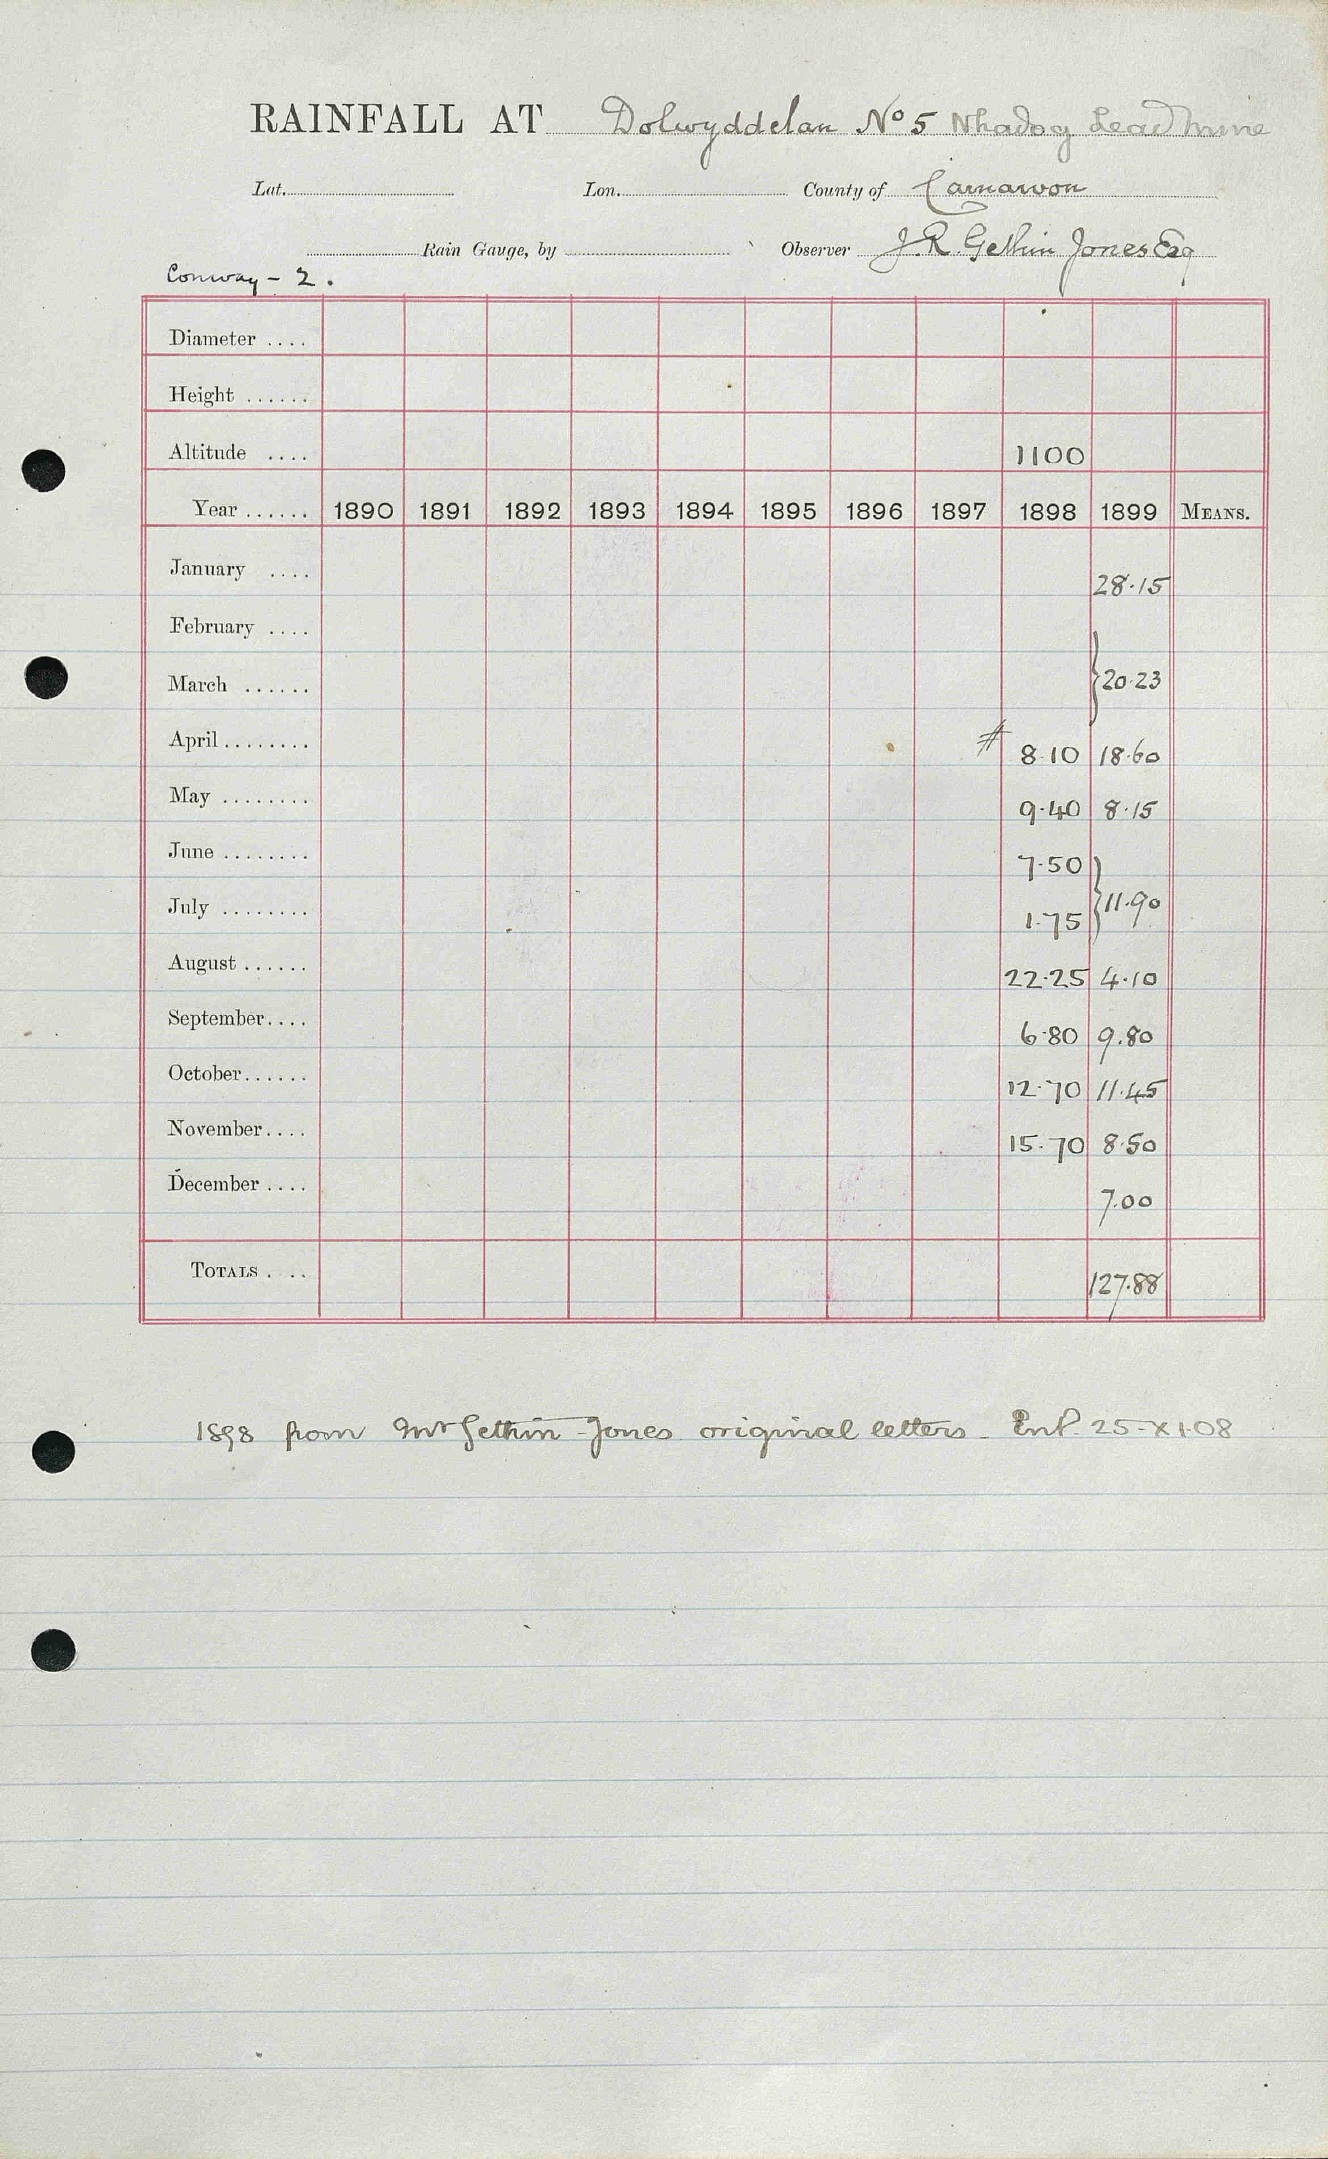 RAINFALL AT Dolwyddelan No 5 Nhadog Lead Mine
Lat. Lon. County of Carnarvon
Rain Gauge, by Observer J. R. Gethin Jones Esq
Conway - 2.
Diameter ....
Height ......
Altitude .... 1100
Year ...... 1890 1891 1892 1893 1894 1895 1896 1897 1898 1899 MEANS.
January .... 28.15
February ....
March ...... } 20.23
April ........ # 8.10 18.60
May ........ 9.40 8.15
June ........ 7.50
July ........ 1.75 } 11.90
August ...... 22.25 4.10
September.... 6.80 9.80
October...... 12.70 11.45
November.... 15.70 8.50
December .... 7.00
TOTALS .... 127.88
1898 from Mr Gethin-Jones original letters - Ent. 25-XI-08